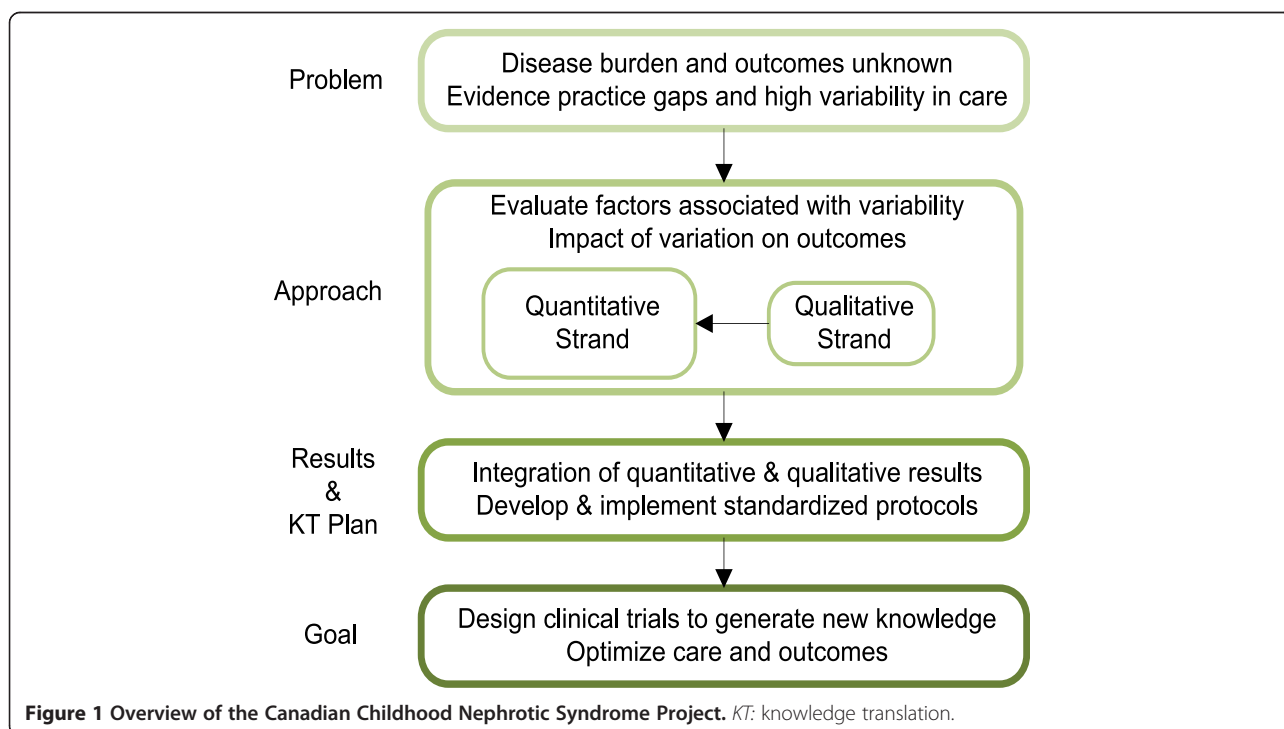 Problem
Disease burden and outcomes unknown
Evidence practice gaps and high variability in care
Approach
Evaluate factors associated with variability
Impact of variation on outcomes
Quantitative
Strand
Qualitative
Strand
Results
&
KT Plan
Integration of quantitative & qualitative results
Develop & implement standardized protocols
Goal
Design clinical trials to generate new knowledge
Optimize care and outcomes
Figure 1 Overview of the Canadian Childhood Nephrotic Syndrome Project. KT: knowledge translation.